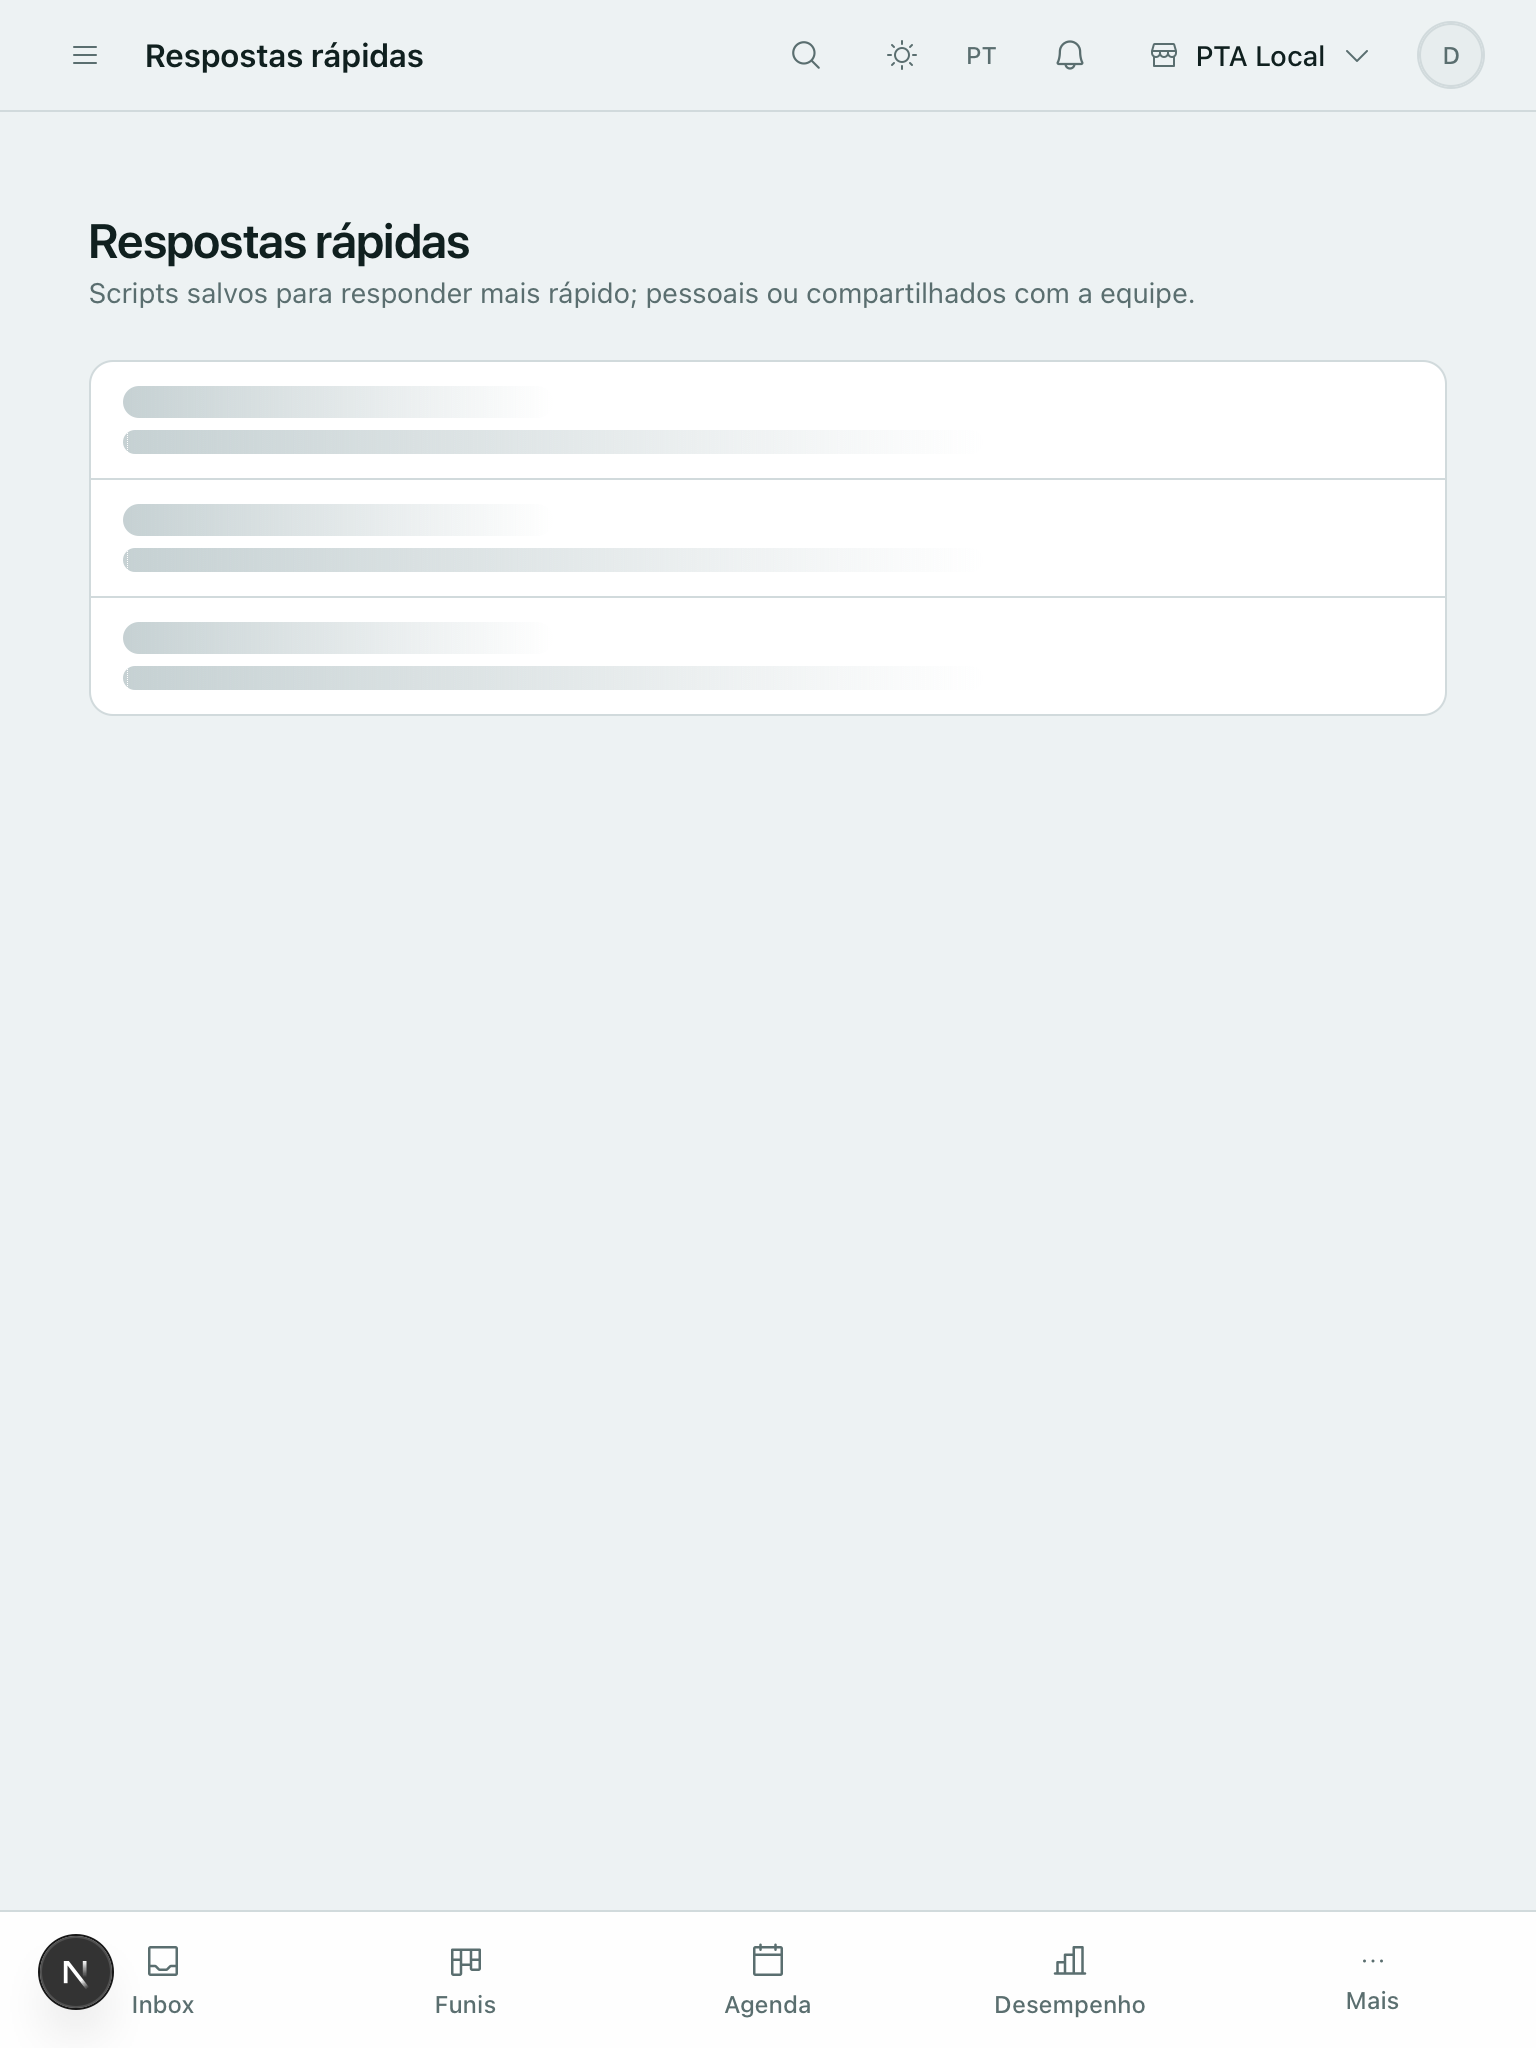 Respostas rápidas
PT
PTA Local
D
Respostas rápidas
Scripts salvos para responder mais rápido; pessoais ou compartilhados com a equipe.
N
Inbox
Funis
Agenda
Desempenho
Mais